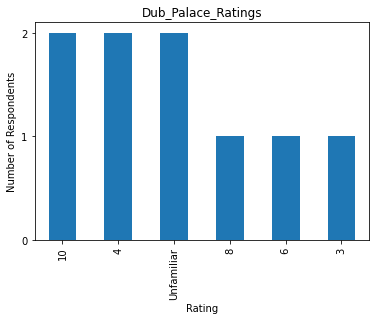 Dub_Palace_Ratings
Number of Respondents
2
1
0
10
4
Unfamiliar
8
6
3
Rating